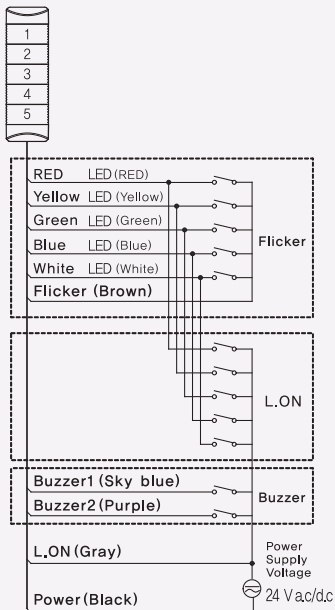 1
2
3
4
5
RED LED (RED)
Yellow LED (Yellow)
Green LED (Green)
Blue LED (Blue)
White LED (White)
Flicker (Brown)
Flicker
L.ON
Buzzer1 (Sky blue)
Buzzer2 (Purple)
Buzzer
L.ON (Gray)
Power
Supply
Voltage
24 V a.c/d.c
Power (Black)